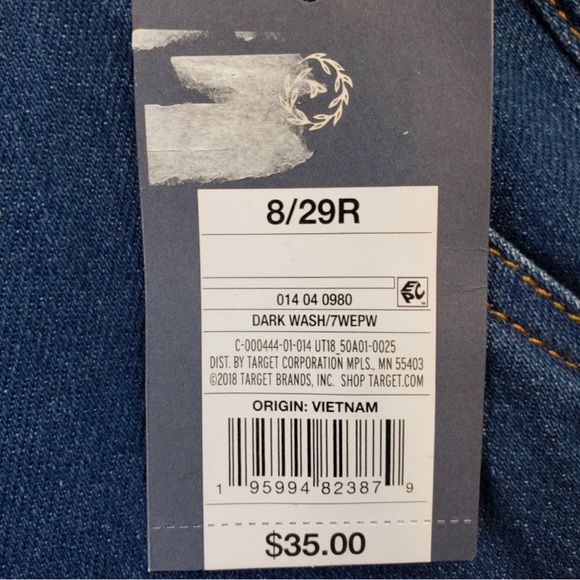 8/29R
014 04 0980
EPC
DARK WASH/7WEPW
C-000444-01-014 UT18_50A01-0025
DIST. BY TARGET CORPORATION MPLS., MN 55403
©2018 TARGET BRANDS, INC. SHOP TARGET.COM
ORIGIN: VIETNAM
1 95994 82387 9
$35.00